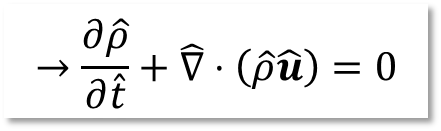 → ∂ρ̂/∂t̂ + ∇̂ · (ρ̂û) = 0